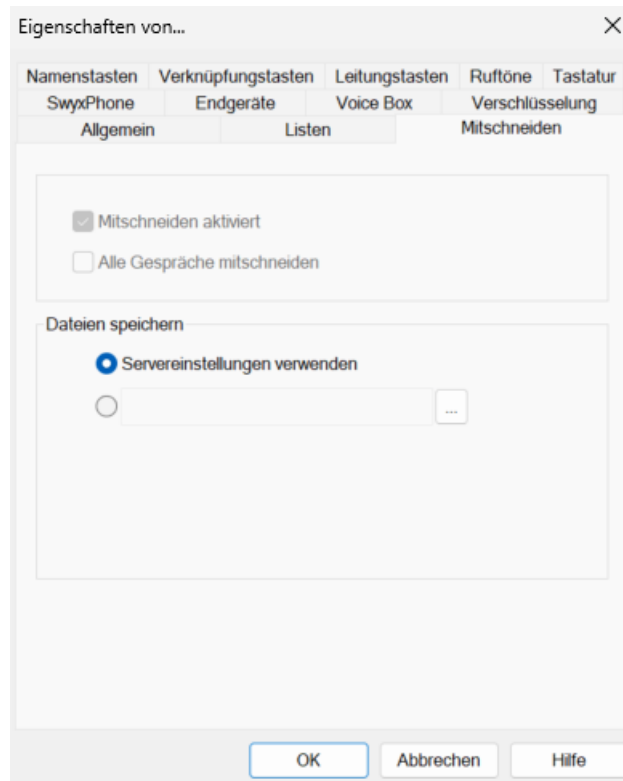 Eigenschaften von...
Namenstasten Verknüpfungstasten Leitungstasten Ruftöne Tastatur
SwyxPhone Endgeräte Voice Box Verschlüsselung
Allgemein Listen Mitschneiden
Mitschneiden aktiviert
Alle Gespräche mitschneiden
Dateien speichern
Servereinstellungen verwenden
...
OK Abbrechen Hilfe